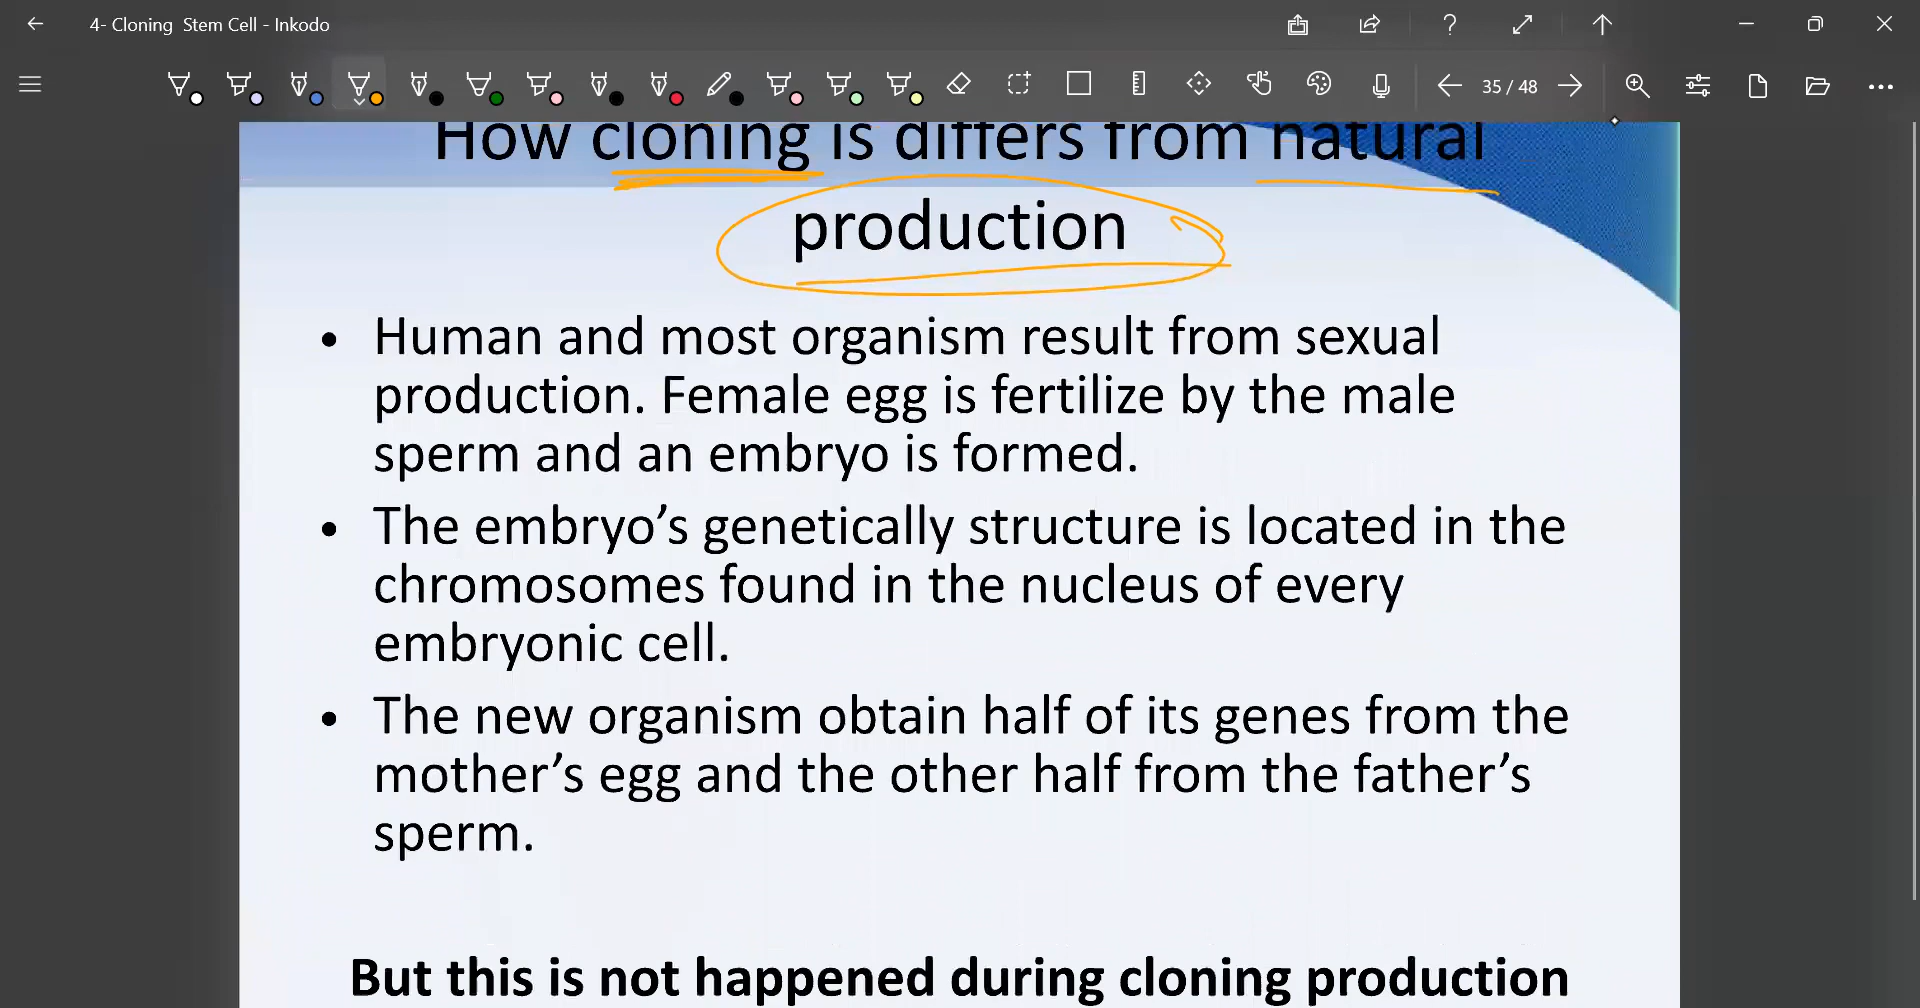 4- Cloning  Stem Cell - Inkodo
35 / 48
How cloning is differs from natural
production
• Human and most organism result from sexual
production. Female egg is fertilize by the male
sperm and an embryo is formed.
• The embryo’s genetically structure is located in the
chromosomes found in the nucleus of every
embryonic cell.
• The new organism obtain half of its genes from the
mother’s egg and the other half from the father’s
sperm.
But this is not happened during cloning production